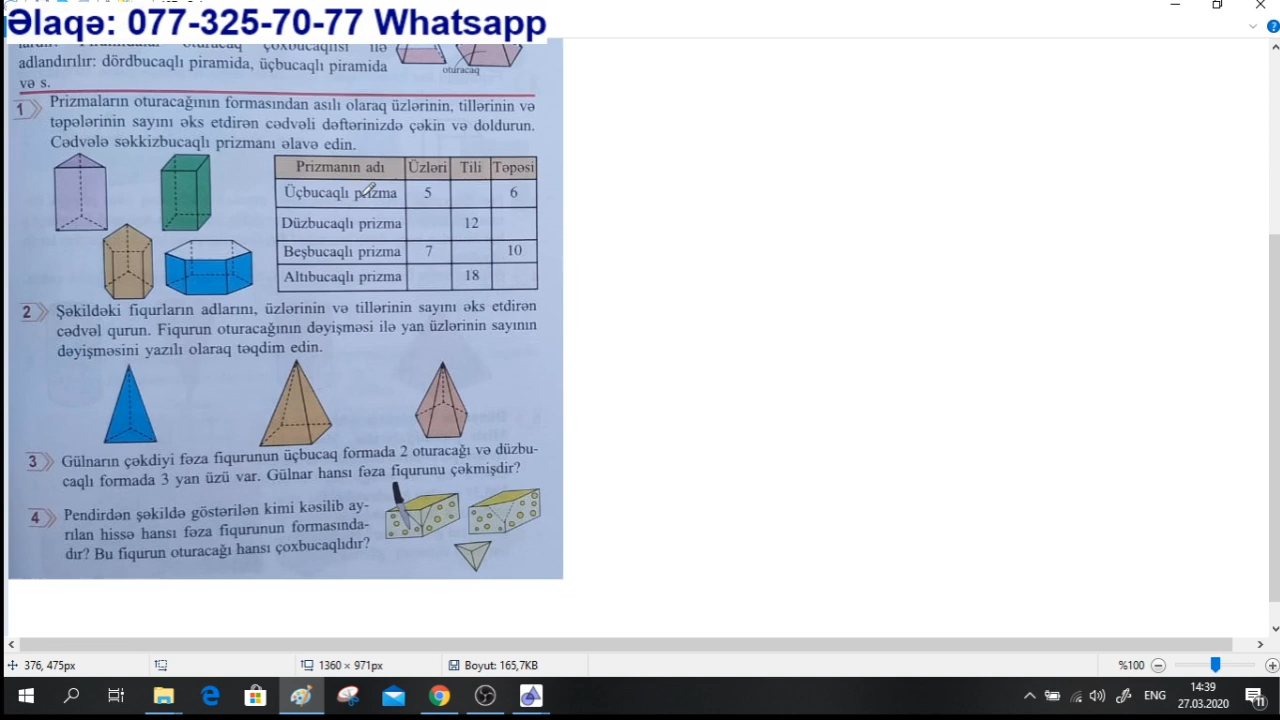 Əlaqə: 077-325-70-77 Whatsapp
oturacaq çoxbucaqlısı ilə
adlandırılır: dördbucaqlı piramida, üçbucaqlı piramida
və s.
oturacaq
1 Prizmaların oturacağının formasından asılı olaraq üzlərinin, tillərinin və
təpələrinin sayını əks etdirən cədvəli dəftərinizdə çəkin və doldurun.
Cədvələ səkkizbucaqlı prizmanı əlavə edin.
Prizmanın adı Üzləri Tili Təpəsi
Üçbucaqlı prizma 5 6
Düzbucaqlı prizma 12
Beşbucaqlı prizma 7 10
Altıbucaqlı prizma 18
2 Şəkildəki fiqurların adlarını, üzlərinin və tillərinin sayını əks etdirən
cədvəl qurun. Fiqurun oturacağının dəyişməsi ilə yan üzlərinin sayının
dəyişməsini yazılı olaraq təqdim edin.
3 Gülnarın çəkdiyi fəza fiqurunun üçbucaq formada 2 oturacağı və düzbu-
caqlı formada 3 yan üzü var. Gülnar hansı fəza fiqurunu çəkmişdir?
4 Pendirdən şəkildə göstərilən kimi kəsilib ay-
rılan hissə hansı fəza fiqurunun formasında-
dır? Bu fiqurun oturacağı hansı çoxbucaqlıdır?
376, 475px
1360 × 971px
Boyut: 165,7KB
%100
ENG
14:39
27.03.2020
11